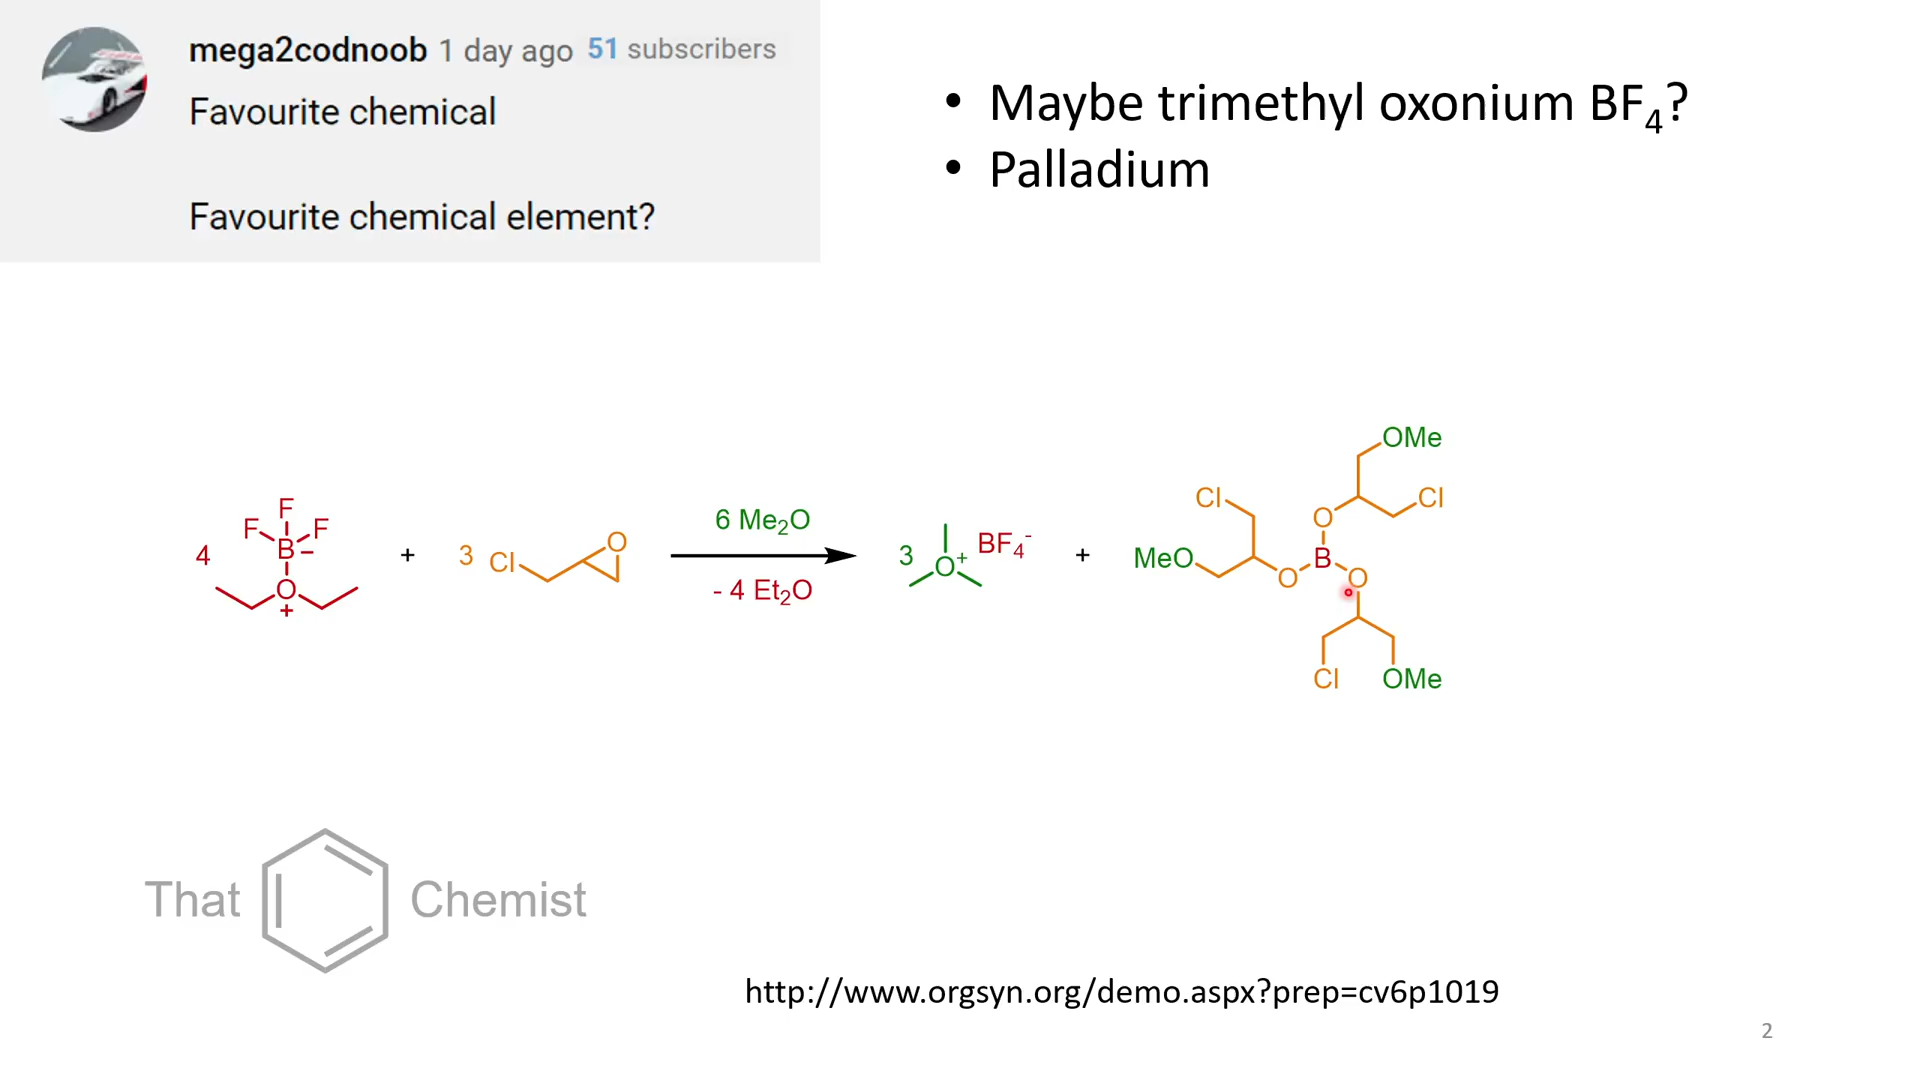 mega2codnoob 1 day ago 51 subscribers
Favourite chemical
Favourite chemical element?
• Maybe trimethyl oxonium BF4?
• Palladium
4 F F F B − O + + 3 Cl O 6 Me2O - 4 Et2O 3 O+ BF4- + MeO Cl O B O OMe Cl O Cl OMe
That Chemist
http://www.orgsyn.org/demo.aspx?prep=cv6p1019
2